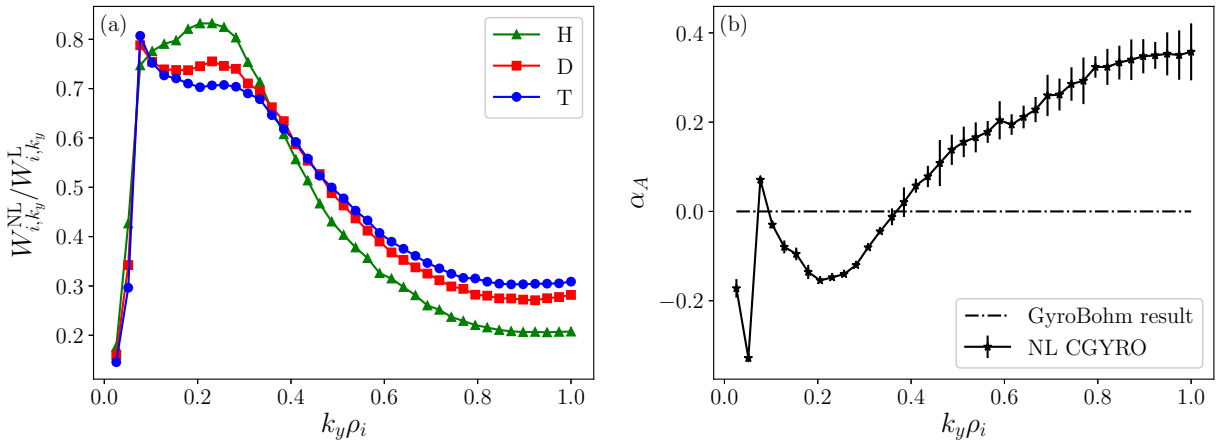 (a)
H
D
T
0.8
0.7
0.6
0.5
0.4
0.3
0.2
W^{NL}_{i,k_y}/W^{L}_{i,k_y}
0.0 0.2 0.4 0.6 0.8 1.0
k_yρ_i
(b)
0.4
0.2
0.0
−0.2
α_A
GyroBohm result
NL CGYRO
0.0 0.2 0.4 0.6 0.8 1.0
k_yρ_i